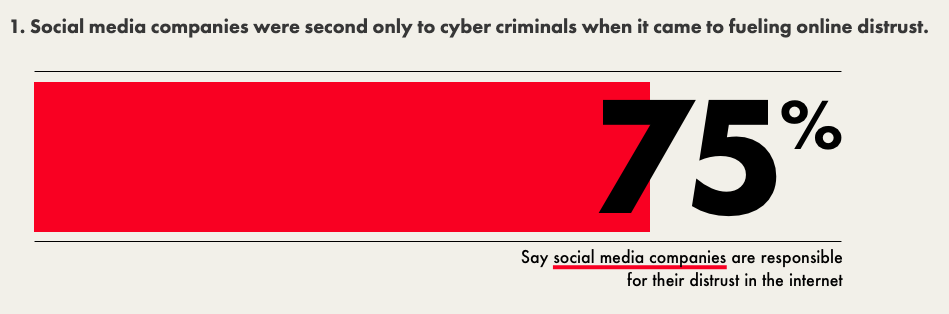 1. Social media companies were second only to cyber criminals when it came to fueling online distrust.
75%
Say social media companies are responsible
for their distrust in the internet